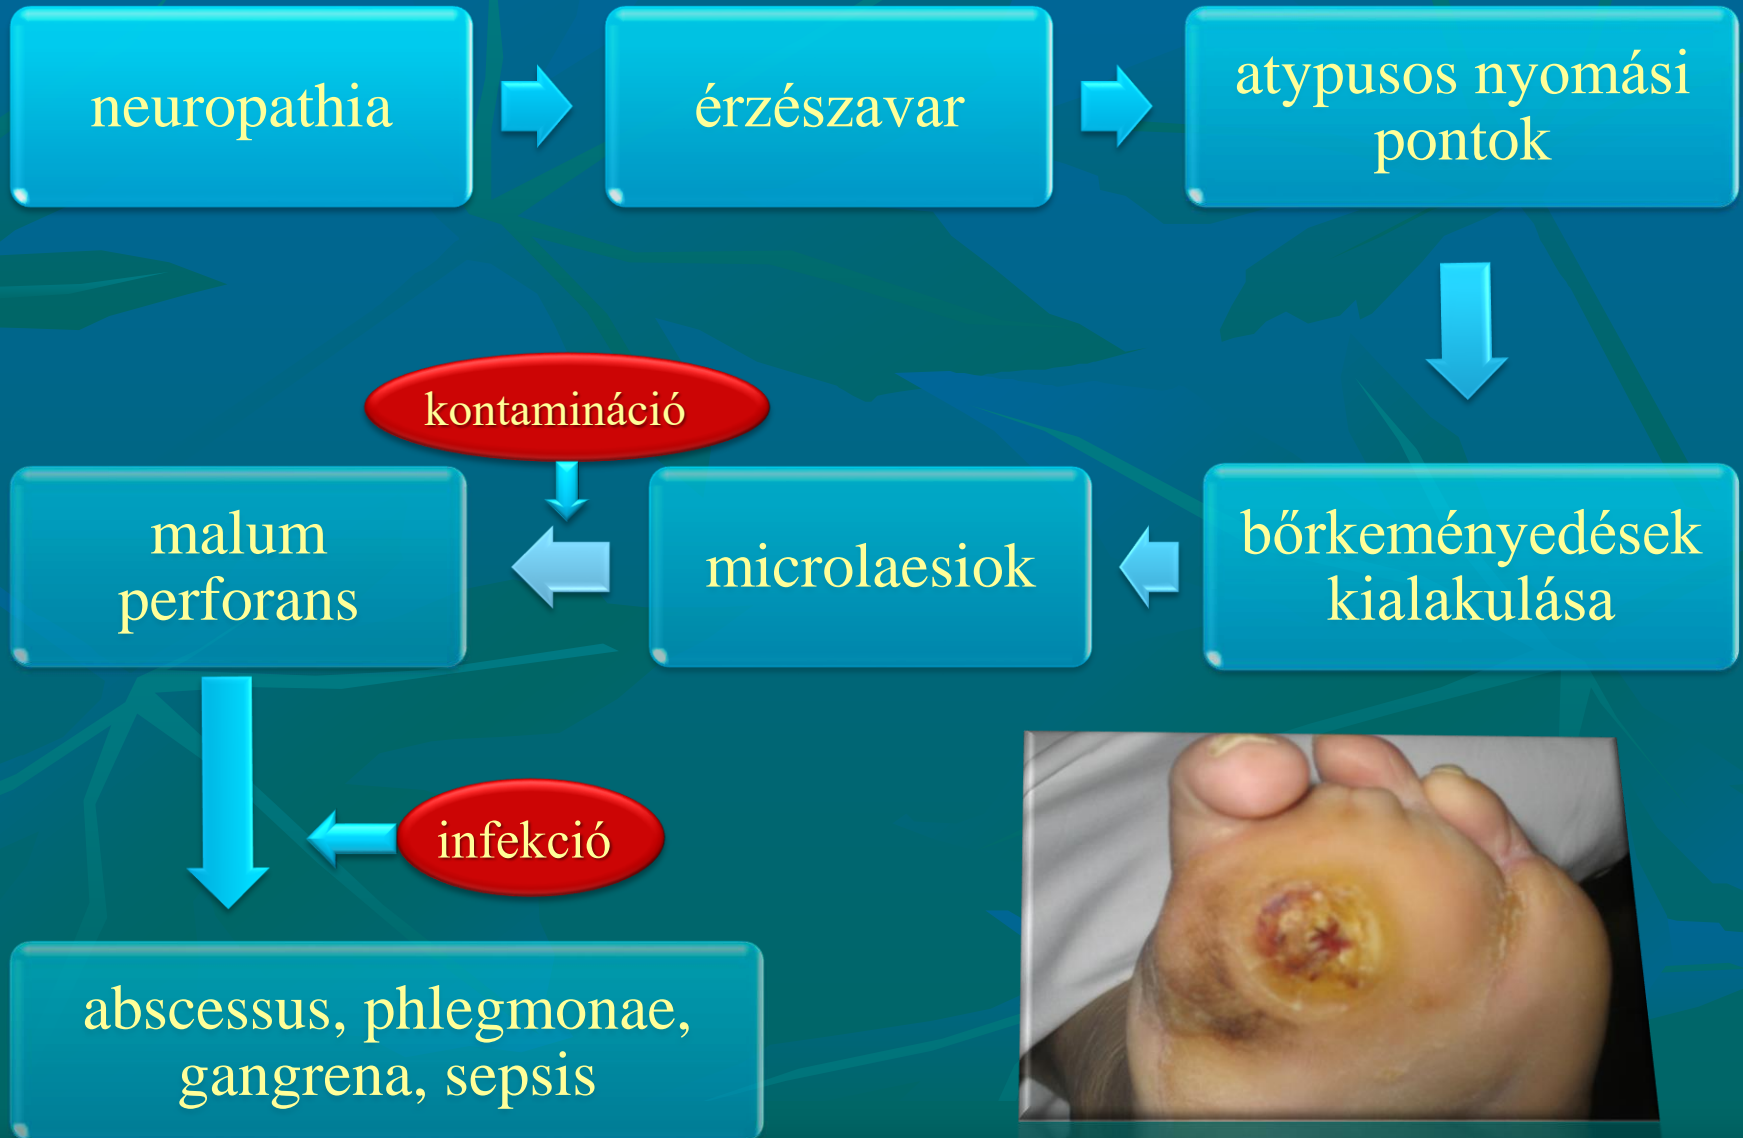 neuropathia
érzészavar
atypusos nyomási
pontok
bőrkeményedések
kialakulása
microlaesiok
kontamináció
malum
perforans
infekció
abscessus, phlegmonae,
gangrena, sepsis